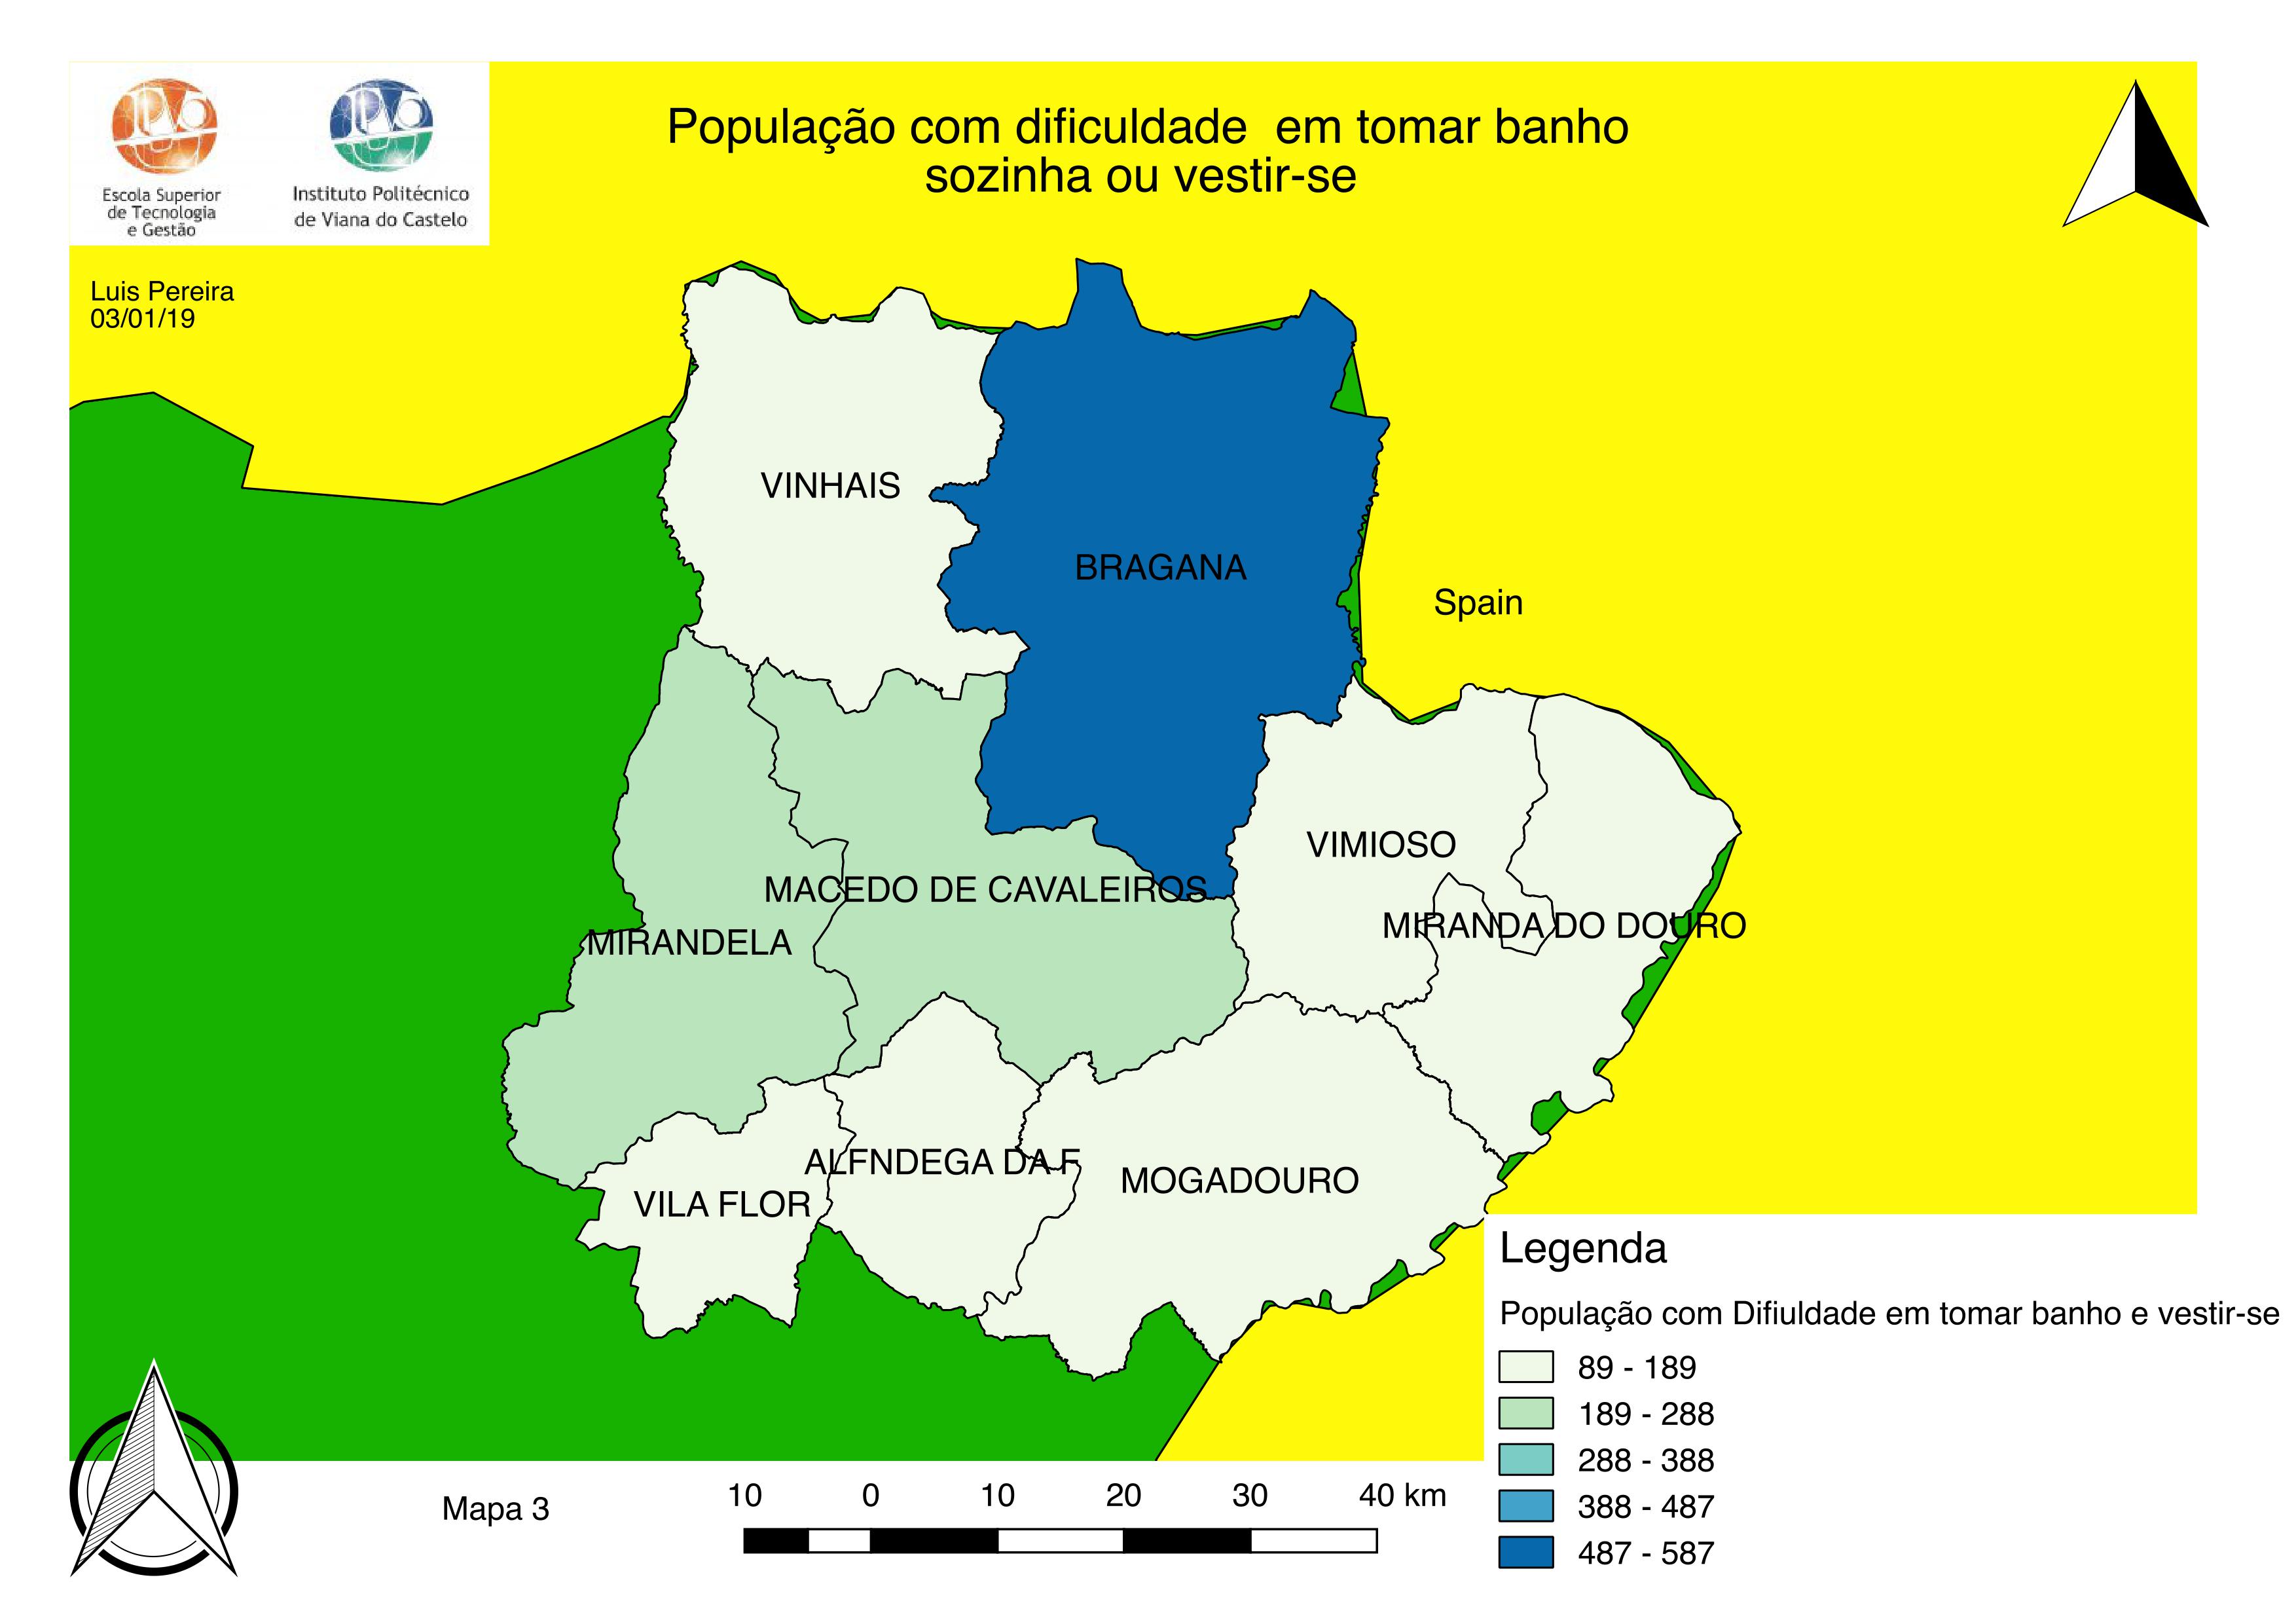 Escola Superior
de Tecnologia
e Gestão
Instituto Politécnico
de Viana do Castelo
População com dificuldade  em tomar banho
sozinha ou vestir-se
Luis Pereira
03/01/19
VINHAIS
BRAGANA
Spain
VIMIOSO
MACEDO DE CAVALEIROS
MIRANDA DO DOURO
MIRANDELA
ALFNDEGA DA F
MOGADOURO
VILA FLOR
Legenda
População com Difiuldade em tomar banho e vestir-se
89 - 189
189 - 288
288 - 388
388 - 487
487 - 587
Mapa 3
10 0 10 20 30 40 km